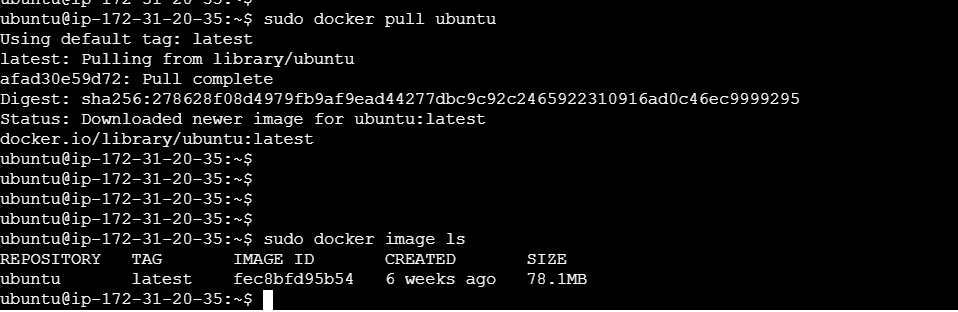 ubuntu@ip-172-31-20-35:~$ sudo docker pull ubuntu
Using default tag: latest
latest: Pulling from library/ubuntu
afad30e59d72: Pull complete
Digest: sha256:278628f08d4979fb9af9ead44277dbc9c92c2465922310916ad0c46ec9999295
Status: Downloaded newer image for ubuntu:latest
docker.io/library/ubuntu:latest
ubuntu@ip-172-31-20-35:~$
ubuntu@ip-172-31-20-35:~$
ubuntu@ip-172-31-20-35:~$
ubuntu@ip-172-31-20-35:~$
ubuntu@ip-172-31-20-35:~$ sudo docker image ls
REPOSITORY   TAG       IMAGE ID       CREATED       SIZE
ubuntu       latest    fec8bfd95b54   6 weeks ago   78.1MB
ubuntu@ip-172-31-20-35:~$